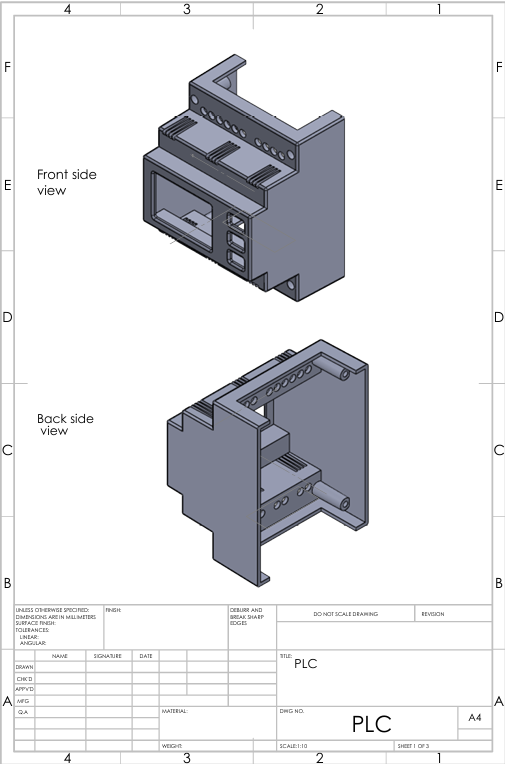 4 3 2 1
F F
Front side
view
E E
D D
Back side
view
C C
B B
UNLESS OTHERWISE SPECIFIED:
DIMENSIONS ARE IN MILLIMETERS
SURFACE FINISH:
TOLERANCES:
LINEAR:
ANGULAR:
FINISH:
DEBURR AND
BREAK SHARP
EDGES
DO NOT SCALE DRAWING
REVISION
NAME SIGNATURE DATE
TITLE:
PLC
DRAWN
CHK'D
APPV'D
MFG
Q.A
A A
MATERIAL:
DWG NO.
PLC
A4
WEIGHT:
SCALE:1:10
SHEET 1 OF 3
4 3 2 1